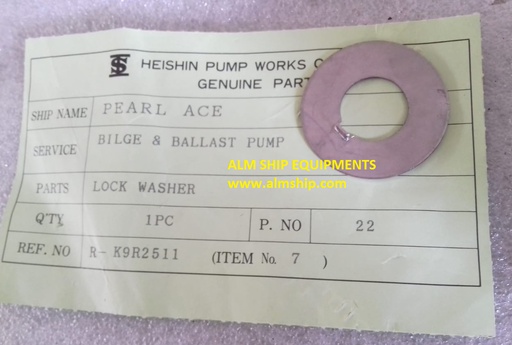 HEISHIN PUMP WORKS
GENUINE PART
SHIP NAME PEARL ACE
SERVICE BILGE & BALLAST PUMP
ALM SHIP EQUIPMENTS
www.almship.com
PARTS LOCK WASHER
Q'TY 1PC P. NO 22
REF. NO R- K9R2511 (ITEM No. 7 )